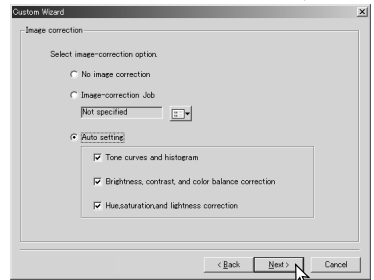 Custom Wizard
Image correction
Select image-correction option.
No image correction
Image-correction Job
Not specified
Auto setting
Tone curves and histogram
Brightness, contrast, and color balance correction
Hue,saturation,and lightness correction
< Back Next > Cancel